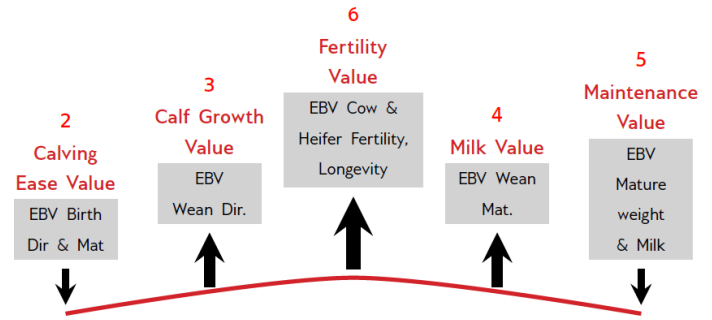 2
Calving
Ease Value
EBV Birth
Dir & Mat
3
Calf Growth
Value
EBV
Wean Dir.
6
Fertility
Value
EBV Cow &
Heifer Fertility,
Longevity
4
Milk Value
EBV Wean
Mat.
5
Maintenance
Value
EBV
Mature
weight
& Milk